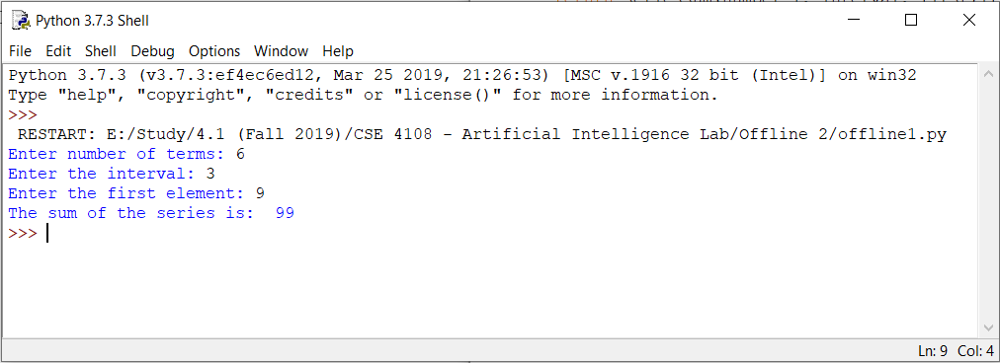 Python 3.7.3 Shell
File Edit Shell Debug Options Window Help
Python 3.7.3 (v3.7.3:ef4ec6ed12, Mar 25 2019, 21:26:53) [MSC v.1916 32 bit (Intel)] on win32
Type "help", "copyright", "credits" or "license()" for more information.
>>>
 RESTART: E:/Study/4.1 (Fall 2019)/CSE 4108 - Artificial Intelligence Lab/Offline 2/offline1.py
Enter number of terms: 6
Enter the interval: 3
Enter the first element: 9
The sum of the series is:  99
>>>
Ln: 9 Col: 4